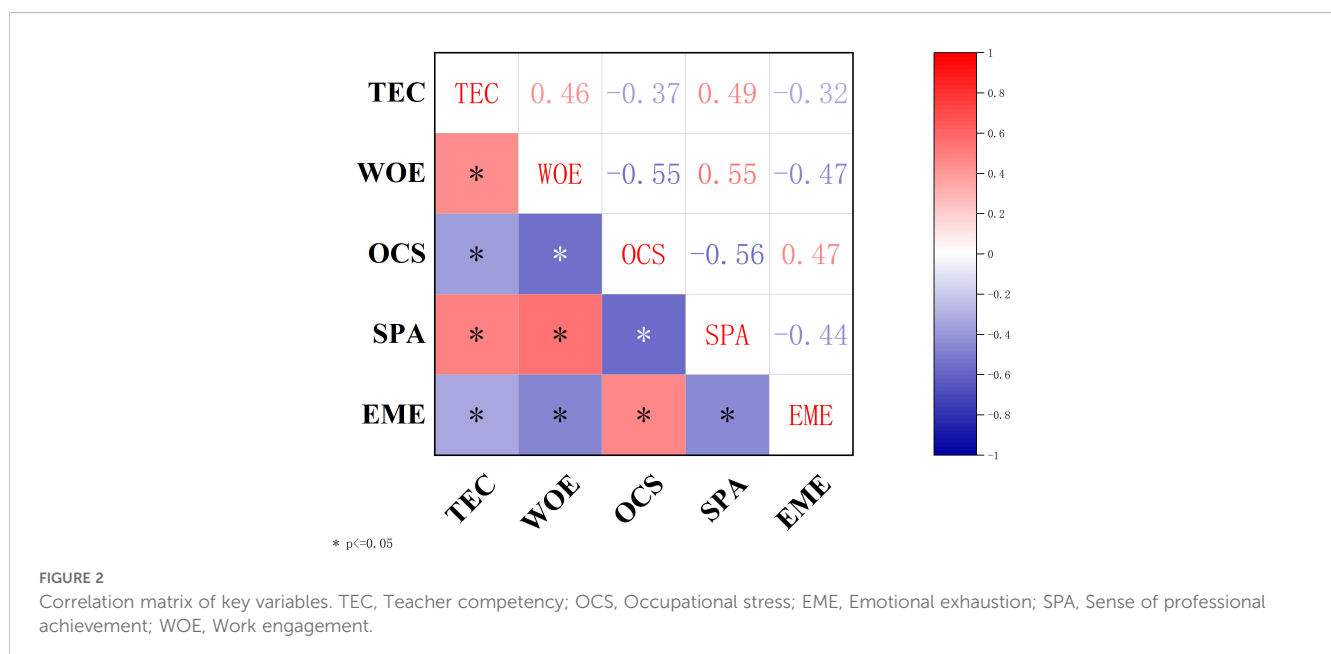 TEC TEC 0.46 -0.37 0.49 -0.32
WOE * WOE -0.55 0.55 -0.47
OCS * * OCS -0.56 0.47
SPA * * * SPA -0.44
EME * * * * EME
TEC WOE OCS SPA EME
1
0.8
0.6
0.4
0.2
0
-0.2
-0.4
-0.6
-0.8
-1
* p<=0.05
FIGURE 2
Correlation matrix of key variables. TEC, Teacher competency; OCS, Occupational stress; EME, Emotional exhaustion; SPA, Sense of professional
achievement; WOE, Work engagement.